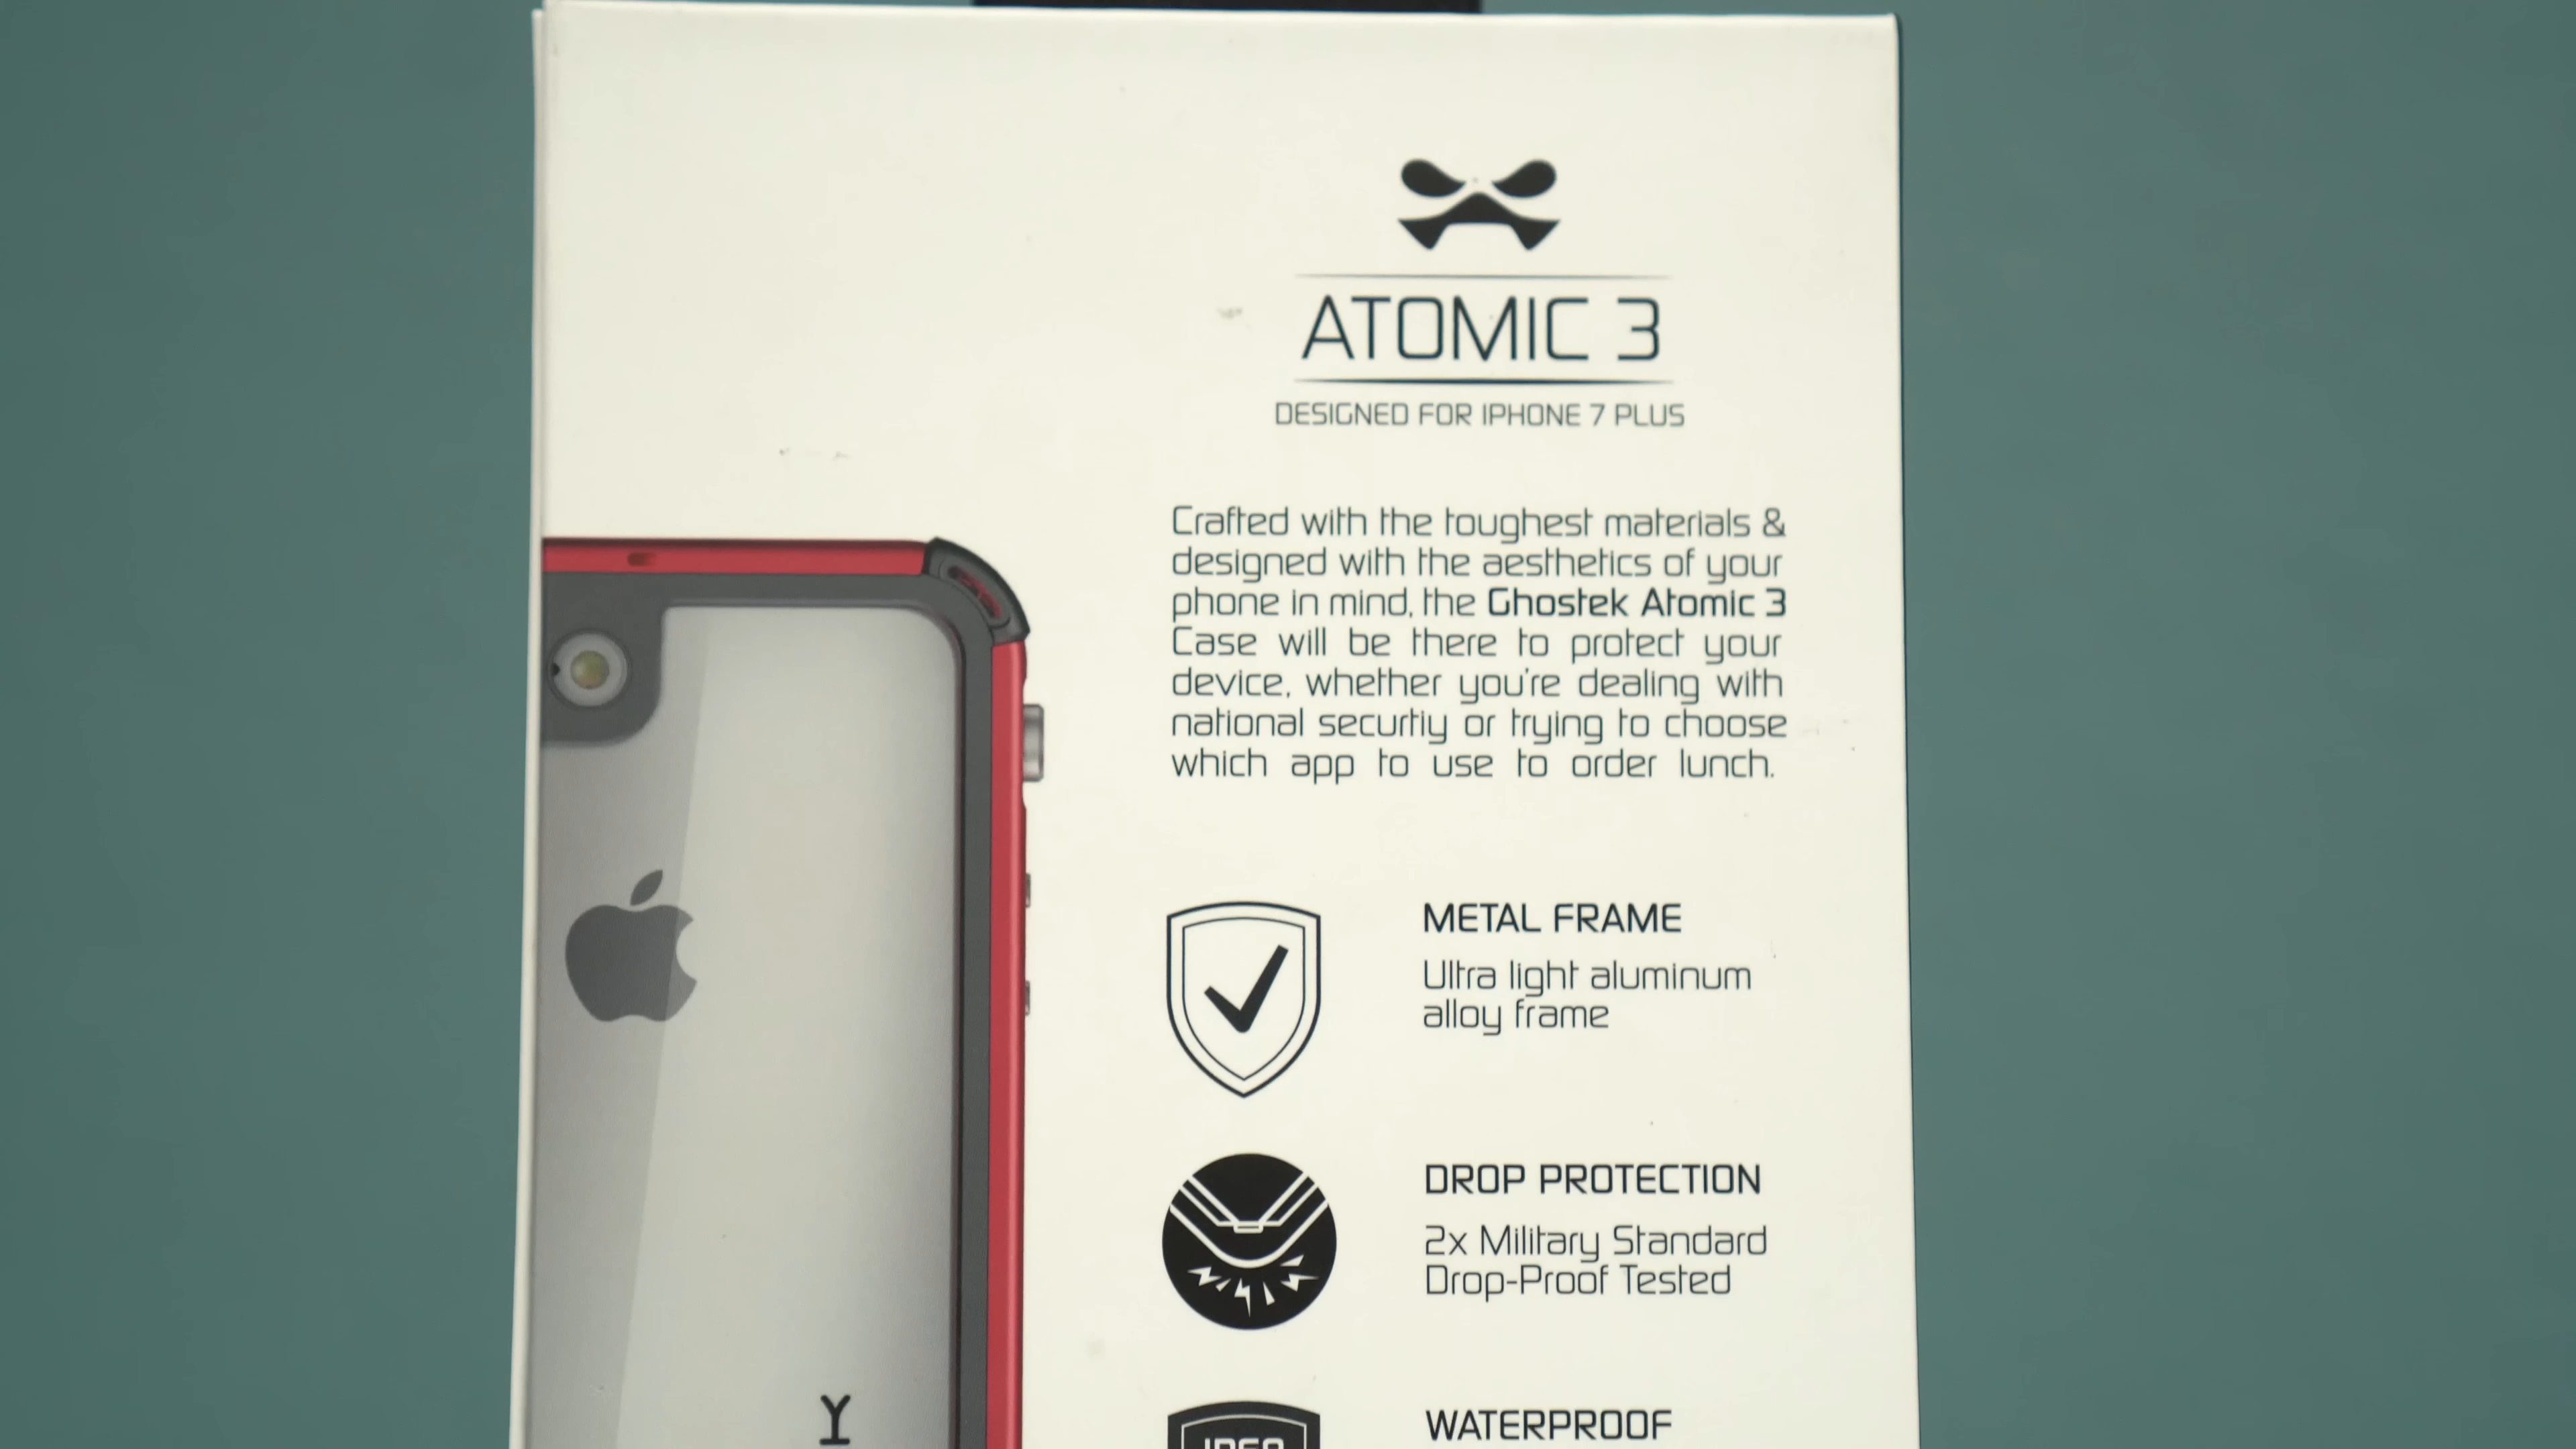 ATOMIC 3
DESIGNED FOR IPHONE 7 PLUS
Crafted with the toughest materials &
designed with the aesthetics of your
phone in mind, the Ghostek Atomic 3
Case will be there to protect your
device, whether you're dealing with
national securtiy or trying to choose
which app to use to order lunch.
METAL FRAME
Ultra light aluminum
alloy frame
DROP PROTECTION
2x Military Standard
Drop-Proof Tested
WATERPROOF
Y